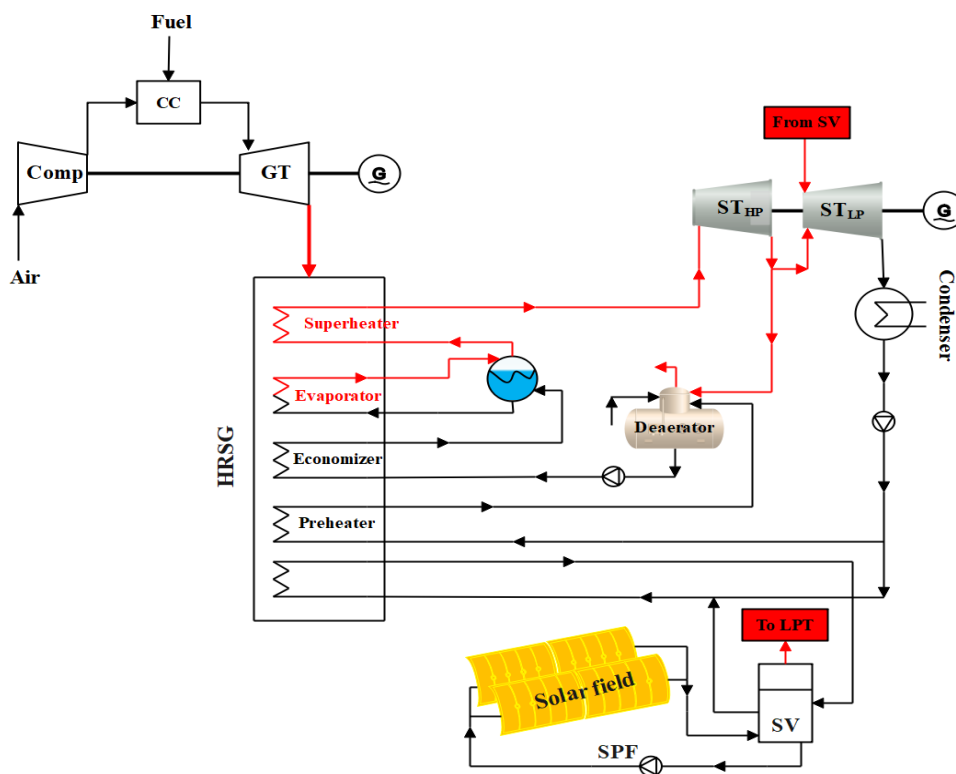 Fuel
CC
Comp
GT
G
Air
From SV
ST_HP
ST_LP
G
Condenser
Superheater
Evaporator
Deaerator
Economizer
HRSG
Preheater
To LPT
Solar field
SV
SPF